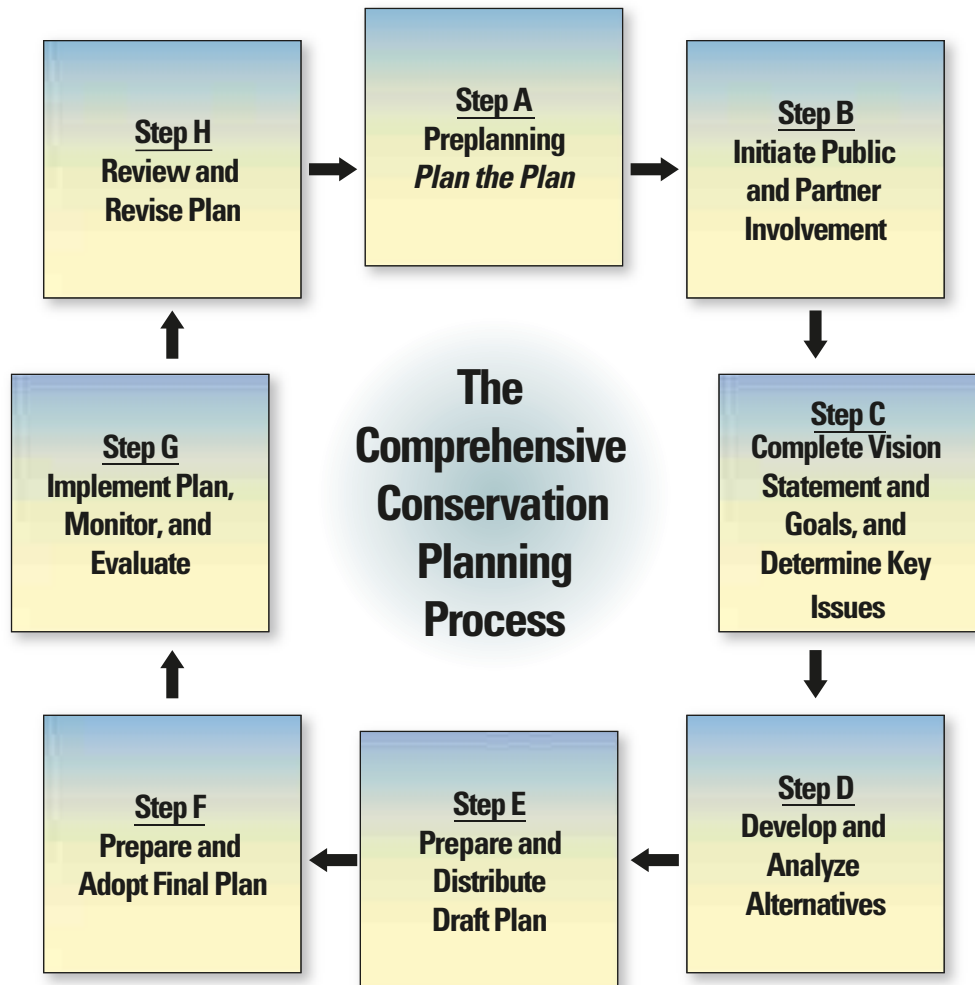 Step A
Preplanning
Plan the Plan
Step B
Initiate Public
and Partner
Involvement
Step C
Complete Vision
Statement and
Goals, and
Determine Key
Issues
Step D
Develop and
Analyze
Alternatives
Step E
Prepare and
Distribute
Draft Plan
Step F
Prepare and
Adopt Final Plan
Step G
Implement Plan,
Monitor, and
Evaluate
Step H
Review and
Revise Plan
The
Comprehensive
Conservation
Planning
Process